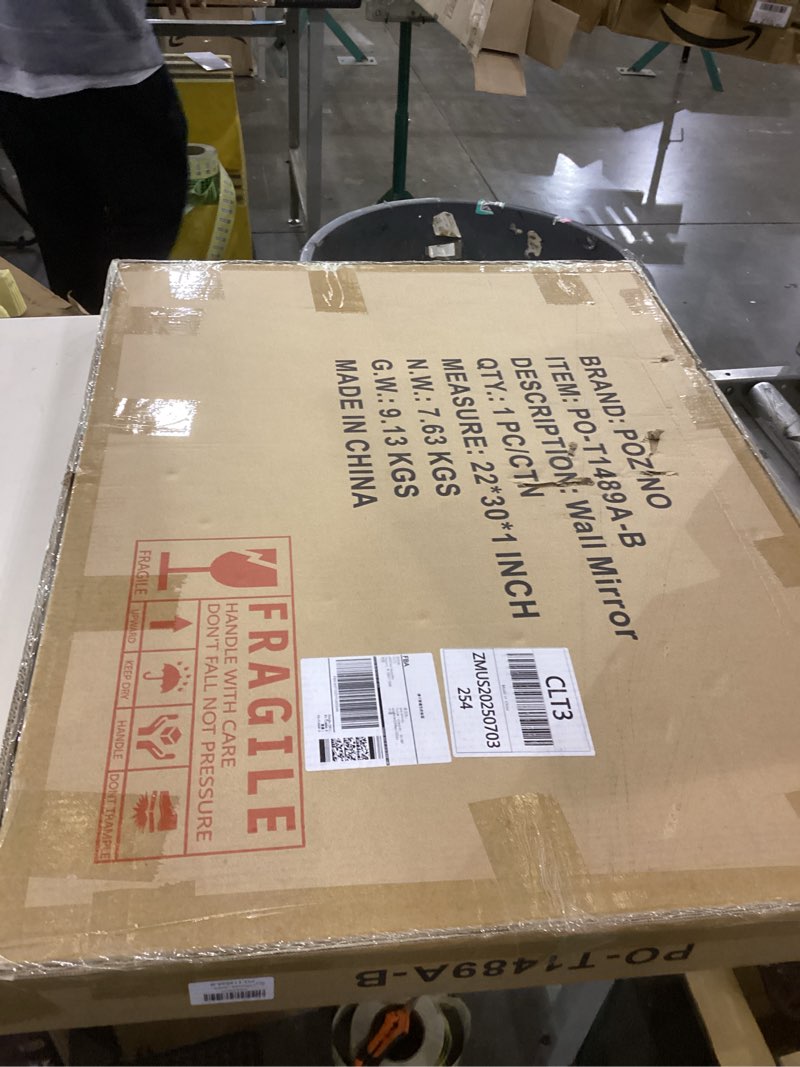 BRAND: POZINO
ITEM: PO-T1489A-B
DESCRIPTION: Wall Mirror
QTY.: 1 PC/CTN
MEASURE: 22*30*1 INCH
N.W.: 7.63 KGS
G.W.: 9.13 KGS
MADE IN CHINA
CLT3
ZMUS20250703
254
FBA
FRAGILE
HANDLE WITH CARE
DON'T FALL NOT PRESSURE
FRAGILE
UPWARD
KEEP DRY
HANDLE
DON'T TRAMPLE
PO-T1489A-B